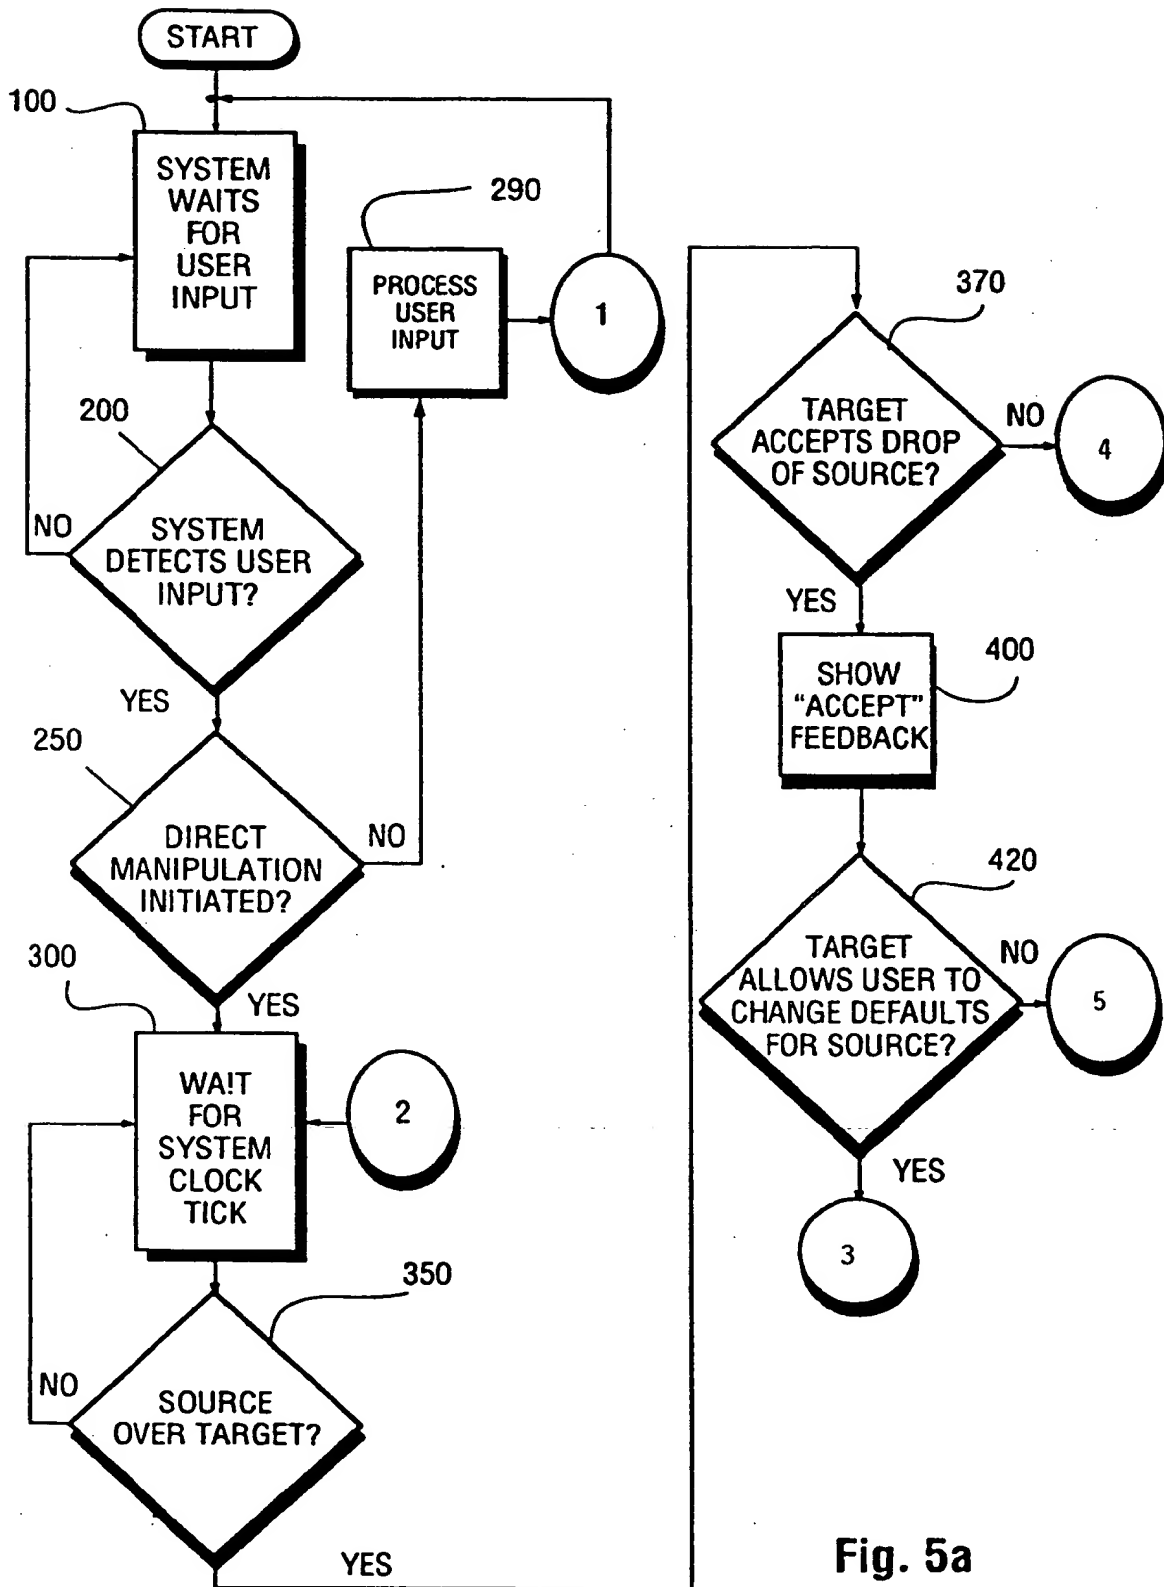 START
100
SYSTEM
WAITS
FOR
USER
INPUT
290
PROCESS
USER
INPUT
1
200
NO
SYSTEM
DETECTS USER
INPUT?
YES
250
DIRECT
MANIPULATION
INITIATED?
NO
YES
300
WAIT
FOR
SYSTEM
CLOCK
TICK
2
350
NO
SOURCE
OVER TARGET?
YES
370
TARGET
ACCEPTS DROP
OF SOURCE?
NO
4
YES
400
SHOW
“ACCEPT”
FEEDBACK
420
TARGET
ALLOWS USER TO
CHANGE DEFAULTS
FOR SOURCE?
NO
5
YES
3
Fig. 5a